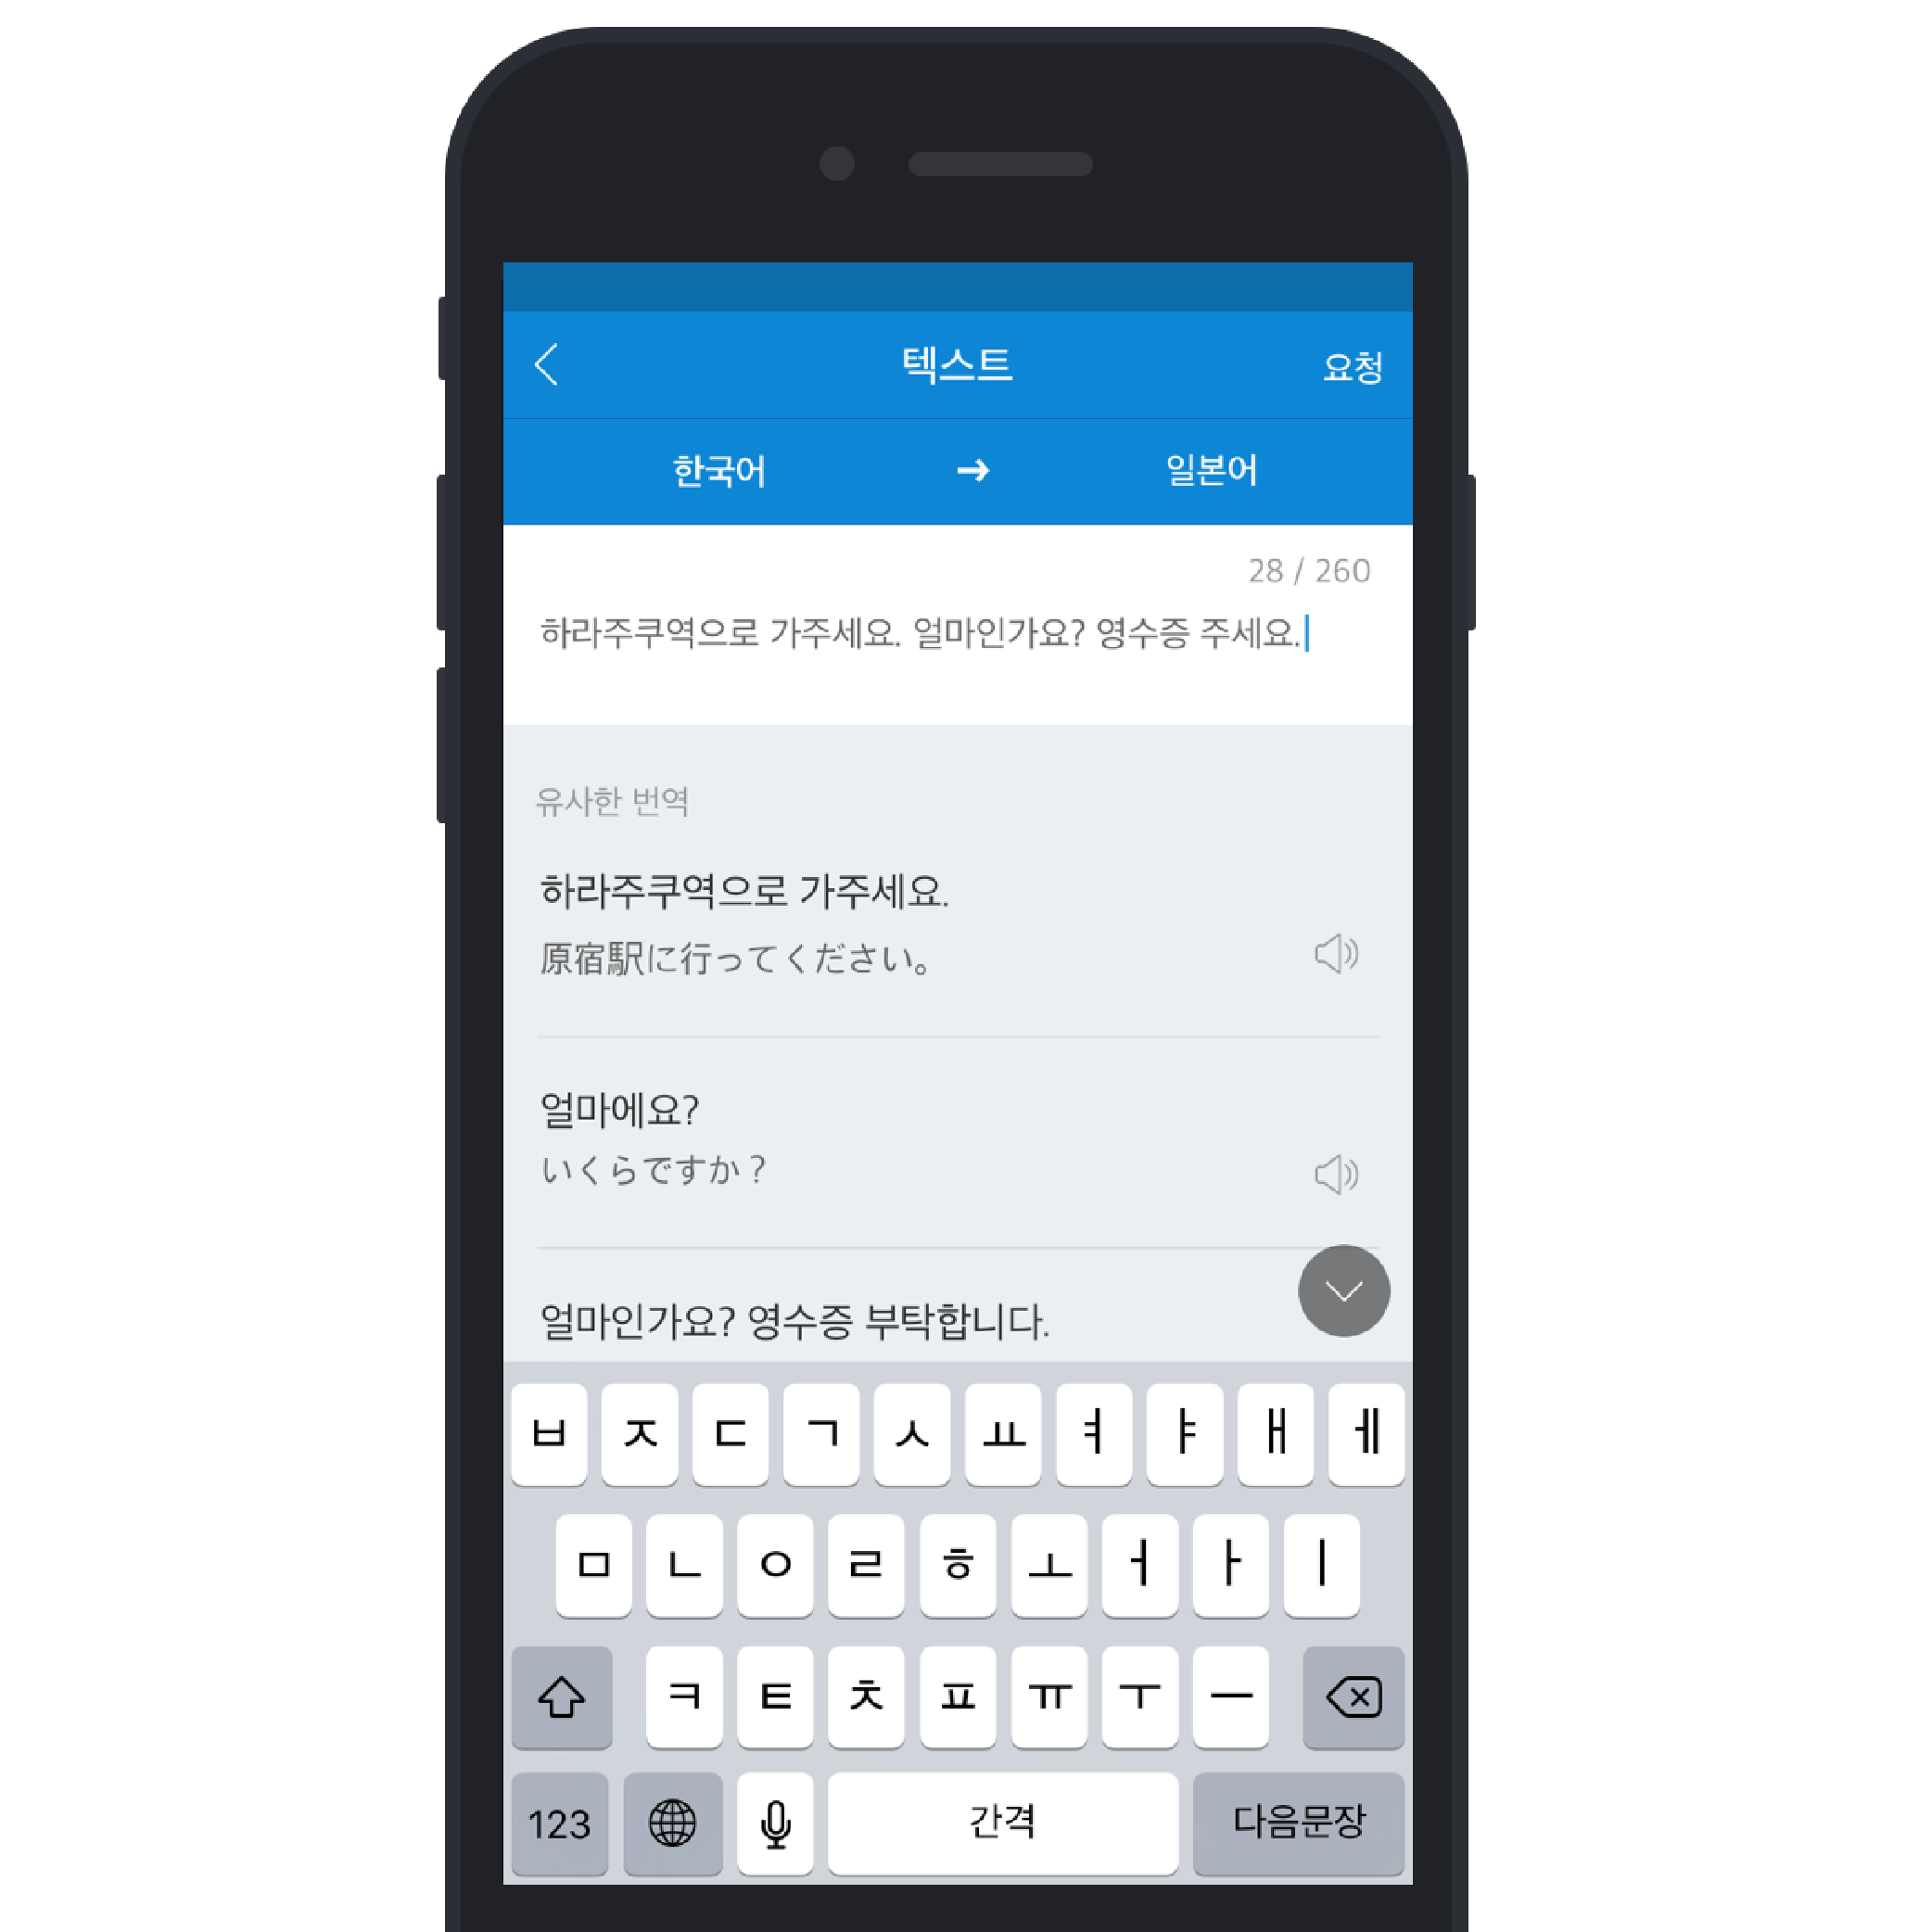 텍스트
요청
한국어 → 일본어
28 / 260
하라주쿠역으로 가주세요. 얼마인가요? 영수증 주세요.
유사한 번역
하라주쿠역으로 가주세요.
原宿駅に行ってください。
얼마에요?
いくらですか？
얼마인가요? 영수증 부탁합니다.
ㅂ ㅈ ㄷ ㄱ ㅅ ㅛ ㅕ ㅑ ㅐ ㅔ
ㅁ ㄴ ㅇ ㄹ ㅎ ㅗ ㅓ ㅏ ㅣ
ㅋ ㅌ ㅊ ㅍ ㅠ ㅜ ㅡ
123 간격 다음문장